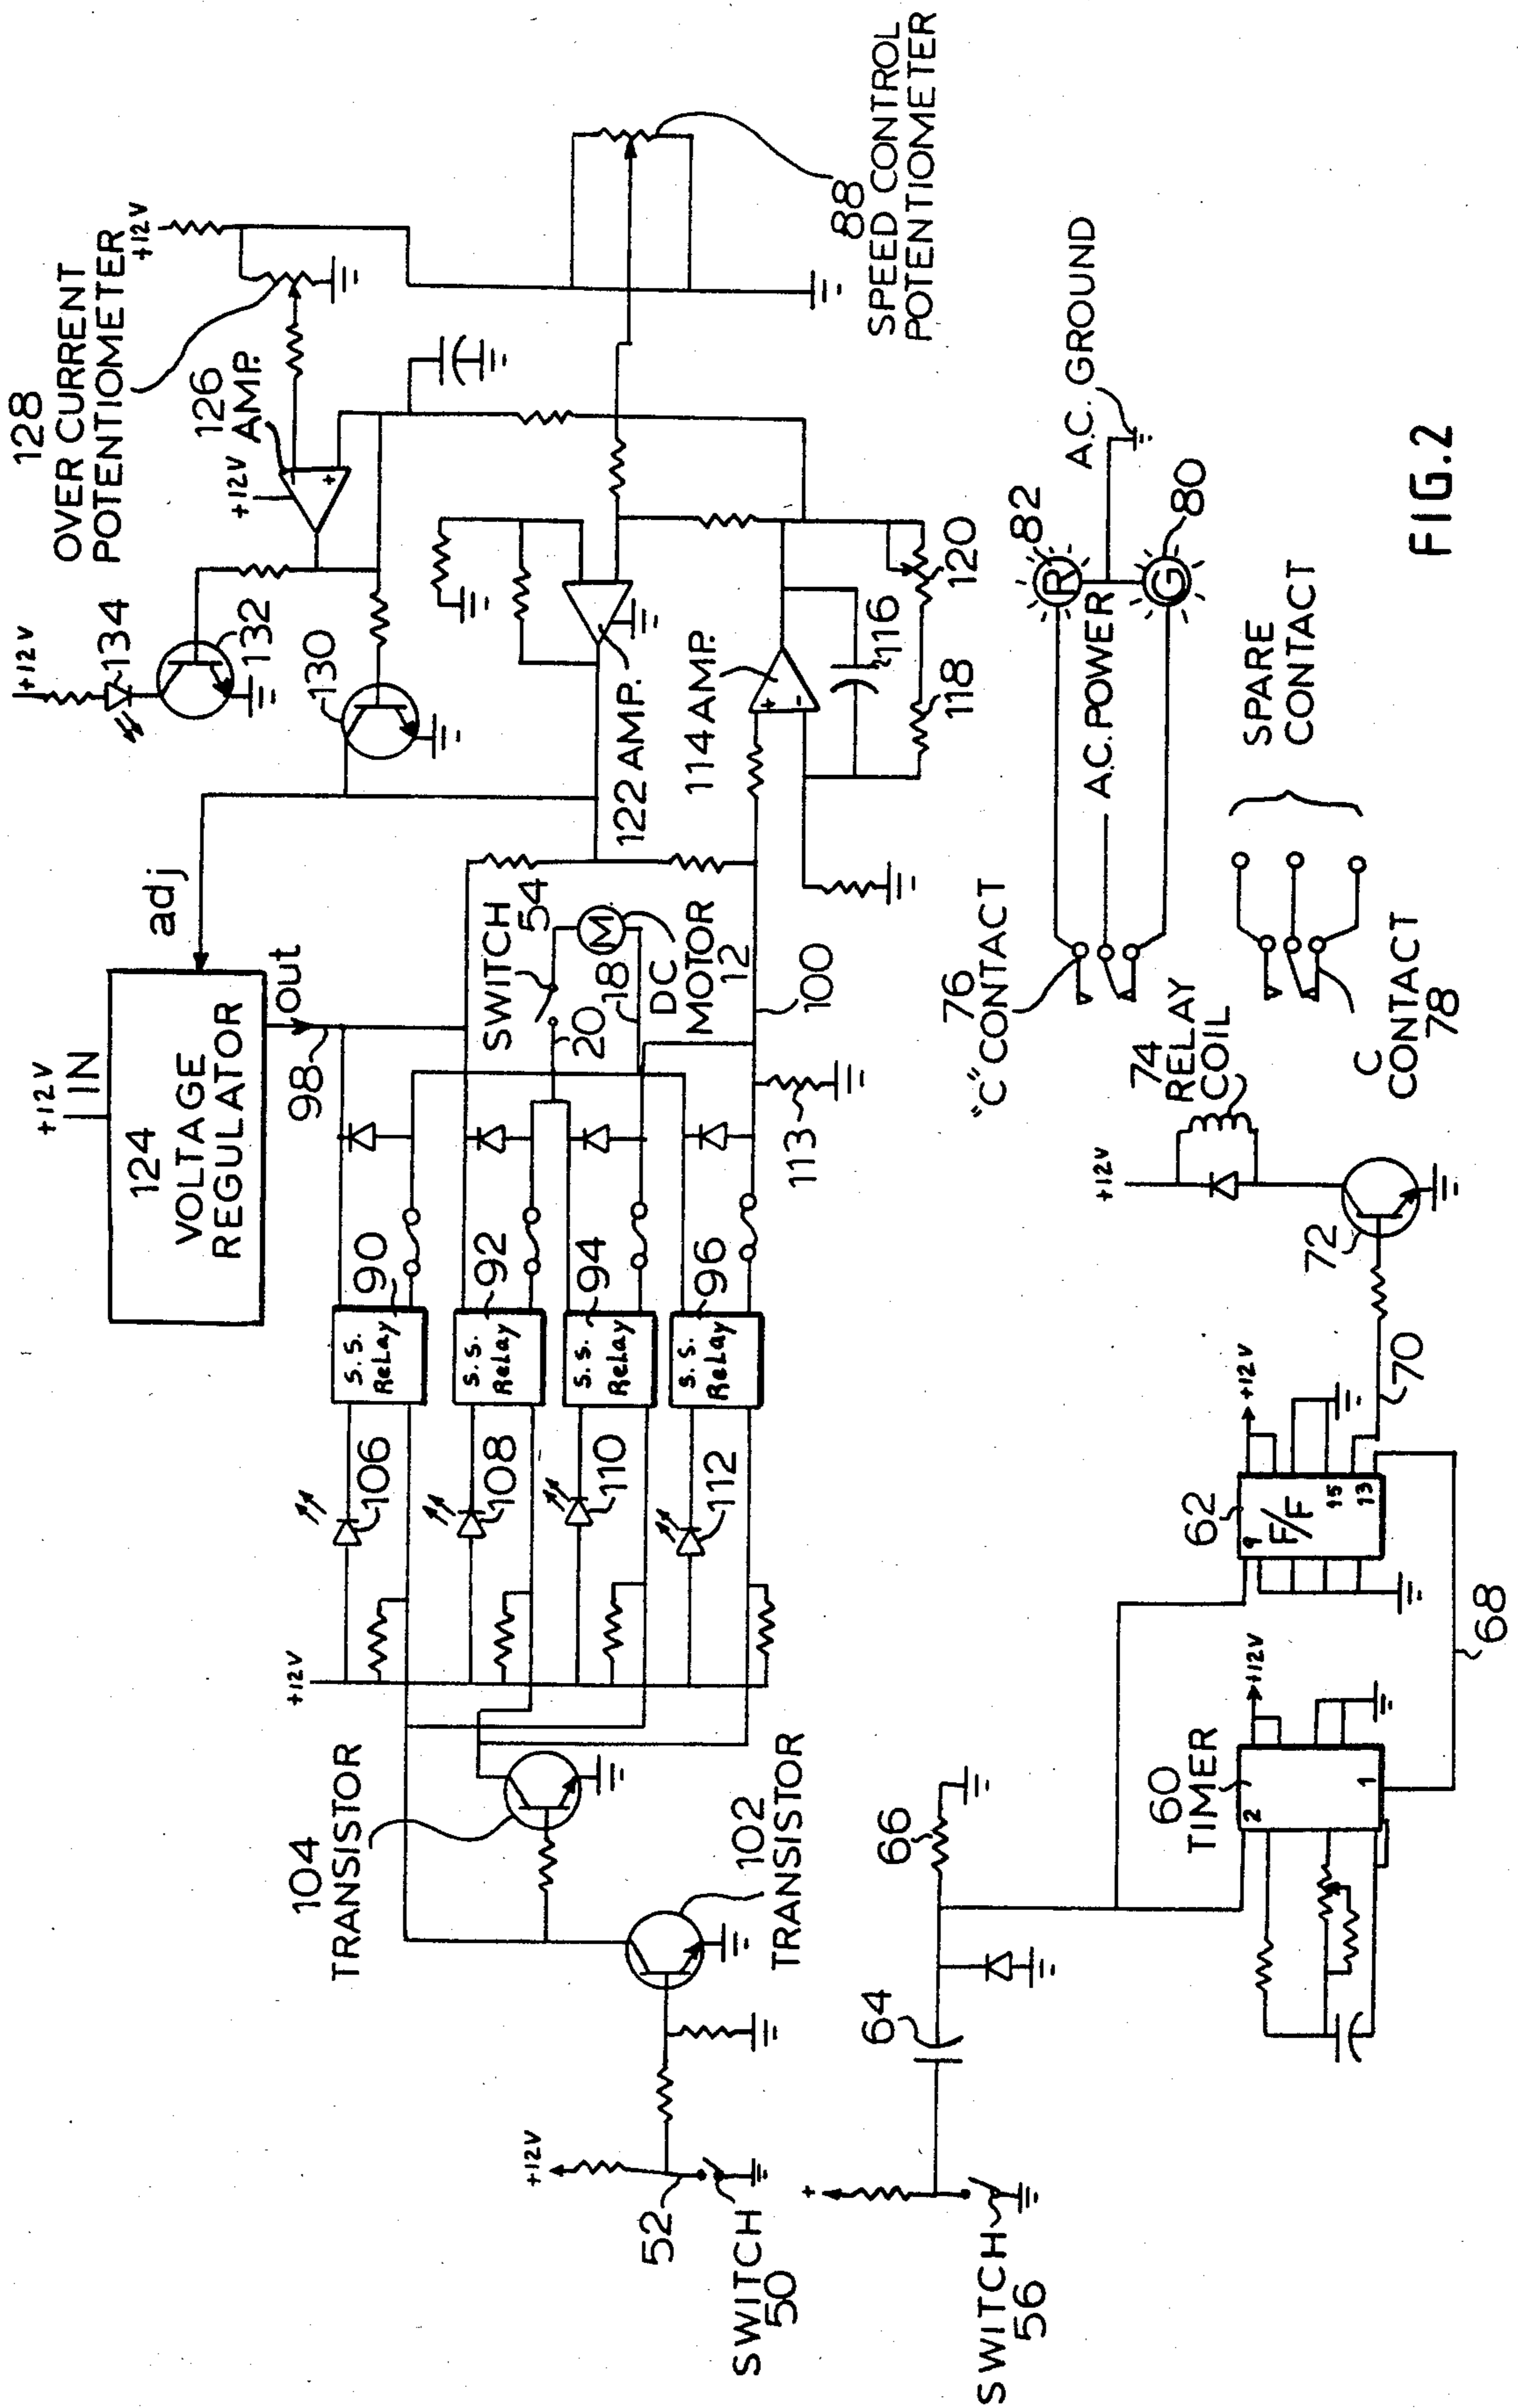 128
OVER CURRENT
POTENTIOMETER
+12V
126
AMP.
+12V
+
+12V
134
132
130
adj
+12V
IN
124
VOLTAGE
REGULATOR
out
98
122 AMP.
88
SPEED CONTROL
POTENTIOMETER
114 AMP.
+
-
116
118
120
SWITCH
54
20
18
M
DC
MOTOR
12
100
113
90
S.S.
ReLay
92
S.S.
ReLay
94
S.S.
ReLay
96
S.S.
ReLay
106
108
110
112
+12V
104
TRANSISTOR
102
TRANSISTOR
+12V
52
SWITCH
50
+
SWITCH
56
64
66
60
TIMER
2
1
+12V
68
62
9
F/F
15
13
+12V
70
72
+12V
74
RELAY
COIL
76
"C" CONTACT
C
CONTACT
78
SPARE
CONTACT
A.C. POWER
82
R
G
80
A.C. GROUND
FIG.2